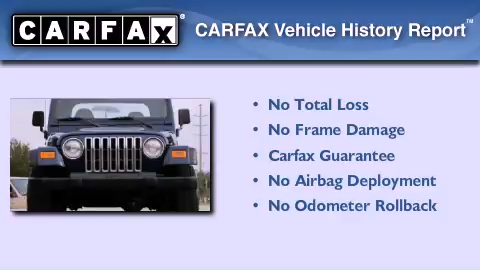 CARFAX®
CARFAX Vehicle History Report™
• No Total Loss
• No Frame Damage
• Carfax Guarantee
• No Airbag Deployment
• No Odometer Rollback